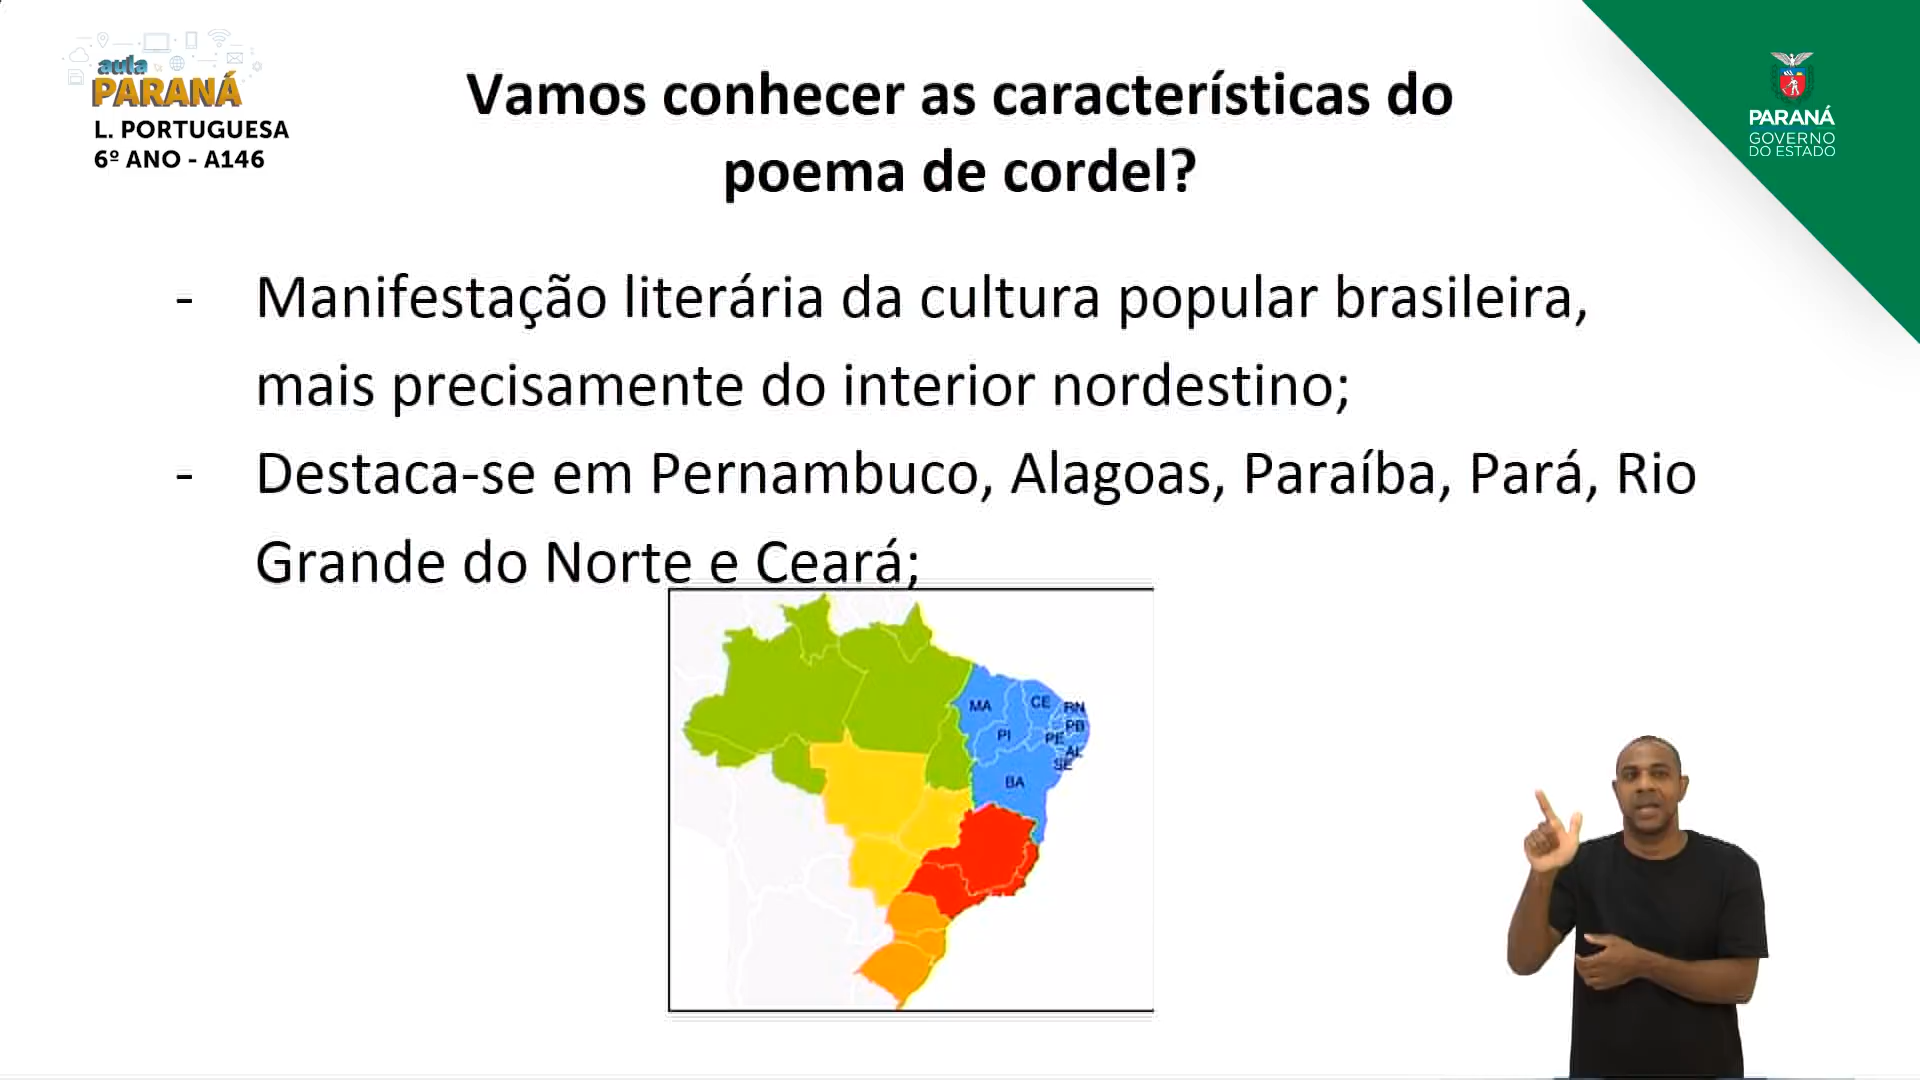 aula
PARANÁ
L. PORTUGUESA
6º ANO - A146
Vamos conhecer as características do
poema de cordel?
PARANÁ
GOVERNO
DO ESTADO
- Manifestação literária da cultura popular brasileira,
mais precisamente do interior nordestino;
- Destaca-se em Pernambuco, Alagoas, Paraíba, Pará, Rio
Grande do Norte e Ceará;
MA
CE
RN
PB
PI
PE
AL
SE
BA